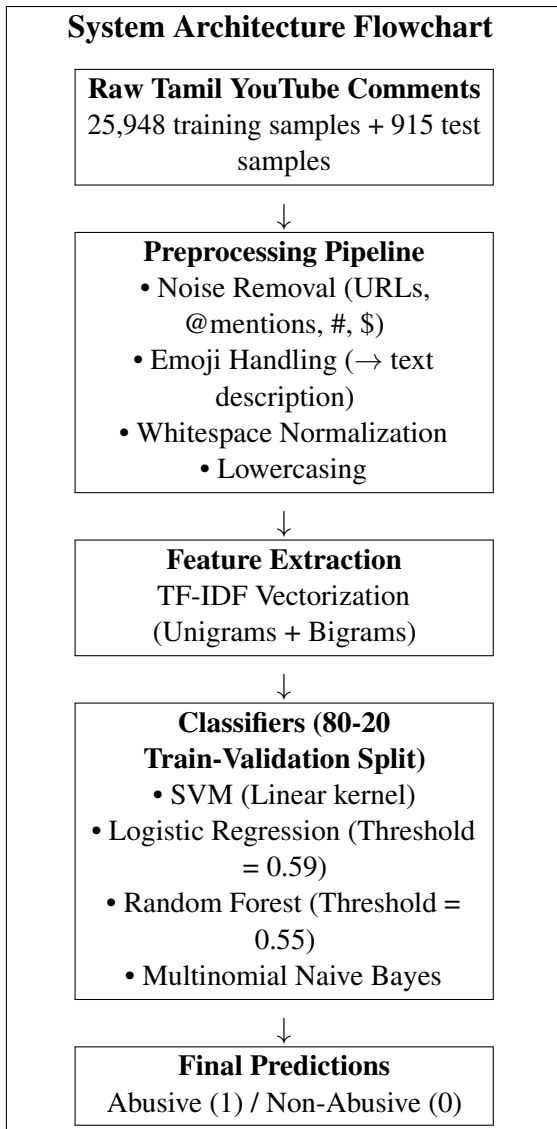 System Architecture Flowchart
Raw Tamil YouTube Comments
25,948 training samples + 915 test
samples
↓
Preprocessing Pipeline
• Noise Removal (URLs,
@mentions, #, $)
• Emoji Handling (→ text
description)
• Whitespace Normalization
• Lowercasing
↓
Feature Extraction
TF-IDF Vectorization
(Unigrams + Bigrams)
↓
Classifiers (80-20
Train-Validation Split)
• SVM (Linear kernel)
• Logistic Regression (Threshold
= 0.59)
• Random Forest (Threshold =
0.55)
• Multinomial Naive Bayes
↓
Final Predictions
Abusive (1) / Non-Abusive (0)